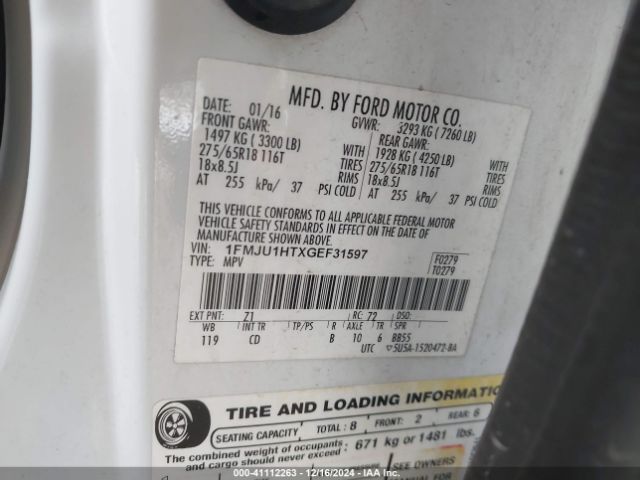 MFD. BY FORD MOTOR CO.
DATE: 01/16 GVWR: 3293 KG ( 7260 LB)
FRONT GAWR: REAR GAWR:
1497 KG ( 3300 LB) WITH 1928 KG ( 4250 LB) WITH
275/65R18 116T TIRES 275/65R18 116T TIRES
18x8.5J RIMS 18x8.5J RIMS
AT 255 kPa/ 37 PSI COLD AT 255 kPa/ 37 PSI COLD
THIS VEHICLE CONFORMS TO ALL APPLICABLE FEDERAL MOTOR
VEHICLE SAFETY STANDARDS IN EFFECT ON THE DATE OF
MANUFACTURE SHOWN ABOVE.
VIN: 1FMJU1HTXGEF31597 F0279
TYPE: MPV T0279
EXT PNT: Z1 RC: 72 DSO:
WB INT TR TP/PS R AXLE TR SPR
119 CD B 10 6 BB55
UTC ▽5U5A-1520472-BA
TIRE AND LOADING INFORMATION
SEATING CAPACITY TOTAL: 8 FRONT: 2 REAR: 6
The combined weight of occupants
and cargo should never exceed: 671 kg or 1481 lbs.
SEE OWNERS
MANUAL FOR
000-41112263 - 12/16/2024 - IAAI.COM